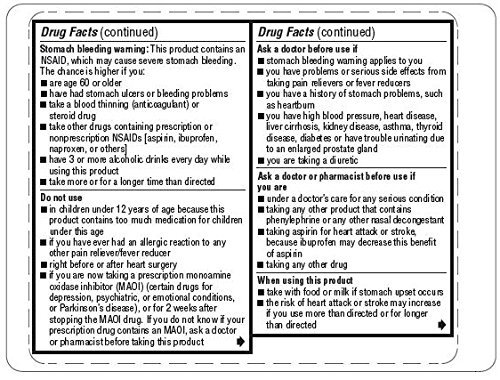 Drug Facts (continued)
Stomach bleeding warning: This product contains an
NSAID, which may cause severe stomach bleeding.
The chance is higher if you:
■ are age 60 or older
■ have had stomach ulcers or bleeding problems
■ take a blood thinning (anticoagulant) or
steroid drug
■ take other drugs containing prescription or
nonprescription NSAIDs [aspirin, ibuprofen,
naproxen, or others]
■ have 3 or more alcoholic drinks every day while
using this product
■ take more or for a longer time than directed
Do not use
■ in children under 12 years of age because this
product contains too much medication for children
under this age
■ if you have ever had an allergic reaction to any
other pain reliever/fever reducer
■ right before or after heart surgery
■ if you are now taking a prescription monoamine
oxidase inhibitor (MAOI) (certain drugs for
depression, psychiatric, or emotional conditions,
or Parkinson's disease), or for 2 weeks after
stopping the MAOI drug. If you do not know if your
prescription drug contains an MAOI, ask a doctor
or pharmacist before taking this product
Drug Facts (continued)
Ask a doctor before use if
■ stomach bleeding warning applies to you
■ you have problems or serious side effects from
taking pain relievers or fever reducers
■ you have a history of stomach problems, such
as heartburn
■ you have high blood pressure, heart disease,
liver cirrhosis, kidney disease, asthma, thyroid
disease, diabetes or have trouble urinating due
to an enlarged prostate gland
■ you are taking a diuretic
Ask a doctor or pharmacist before use if
you are
■ under a doctor's care for any serious condition
■ taking any other product that contains
phenylephrine or any other nasal decongestant
■ taking aspirin for heart attack or stroke,
because ibuprofen may decrease this benefit
of aspirin
■ taking any other drug
When using this product
■ take with food or milk if stomach upset occurs
■ the risk of heart attack or stroke may increase
if you use more than directed or for longer
than directed